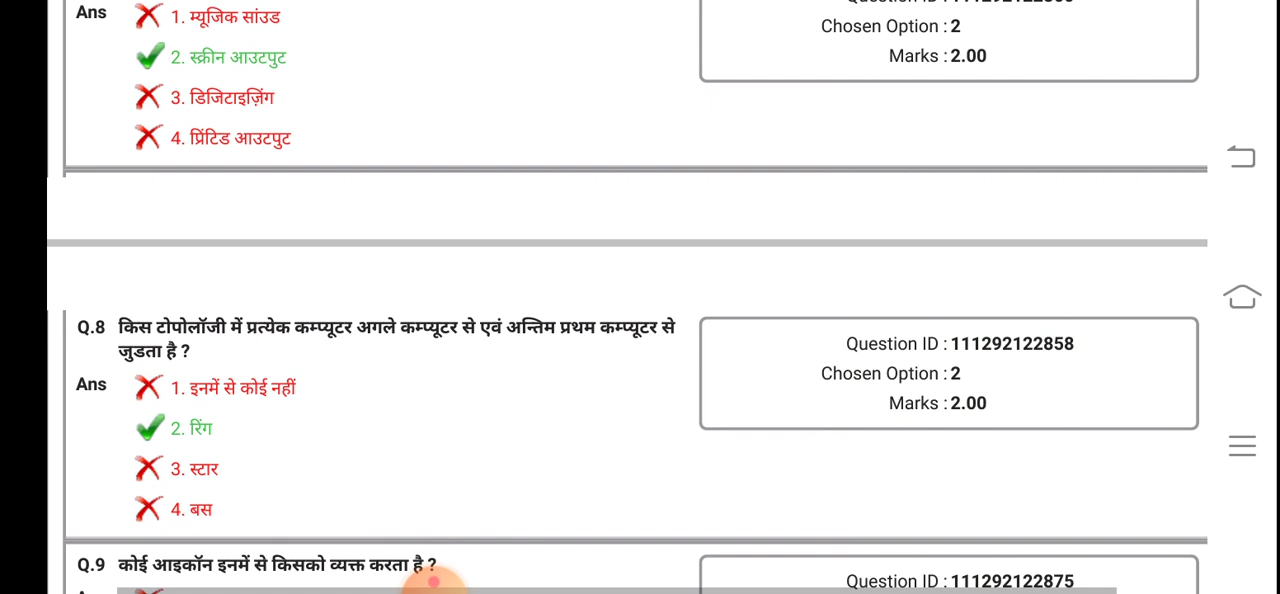 Ans 1. म्यूजिक सांउड
2. स्क्रीन आउटपुट
3. डिजिटाइज़िंग
4. प्रिंटिड आउटपुट
Chosen Option : 2
Marks : 2.00
Q.8 किस टोपोलॉजी में प्रत्येक कम्प्यूटर अगले कम्प्यूटर से एवं अन्तिम प्रथम कम्प्यूटर से
जुडता है ?
Ans 1. इनमें से कोई नहीं
2. रिंग
3. स्टार
4. बस
Question ID : 111292122858
Chosen Option : 2
Marks : 2.00
Q.9 कोई आइकॉन इनमें से किसको व्यक्त करता है ?
Question ID : 111292122875